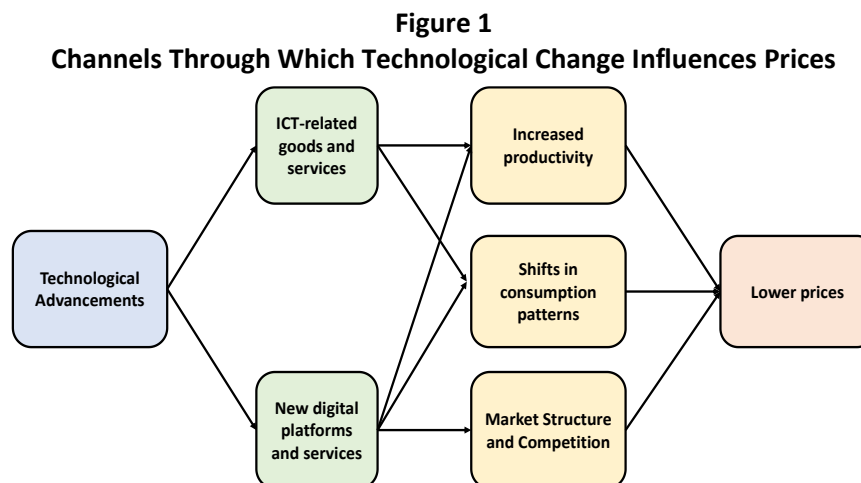 Figure 1
Channels Through Which Technological Change Influences Prices
ICT-related
goods and
services
Increased
productivity
Technological
Advancements
Shifts in
consumption
patterns
Lower prices
New digital
platforms
and services
Market Structure
and Competition